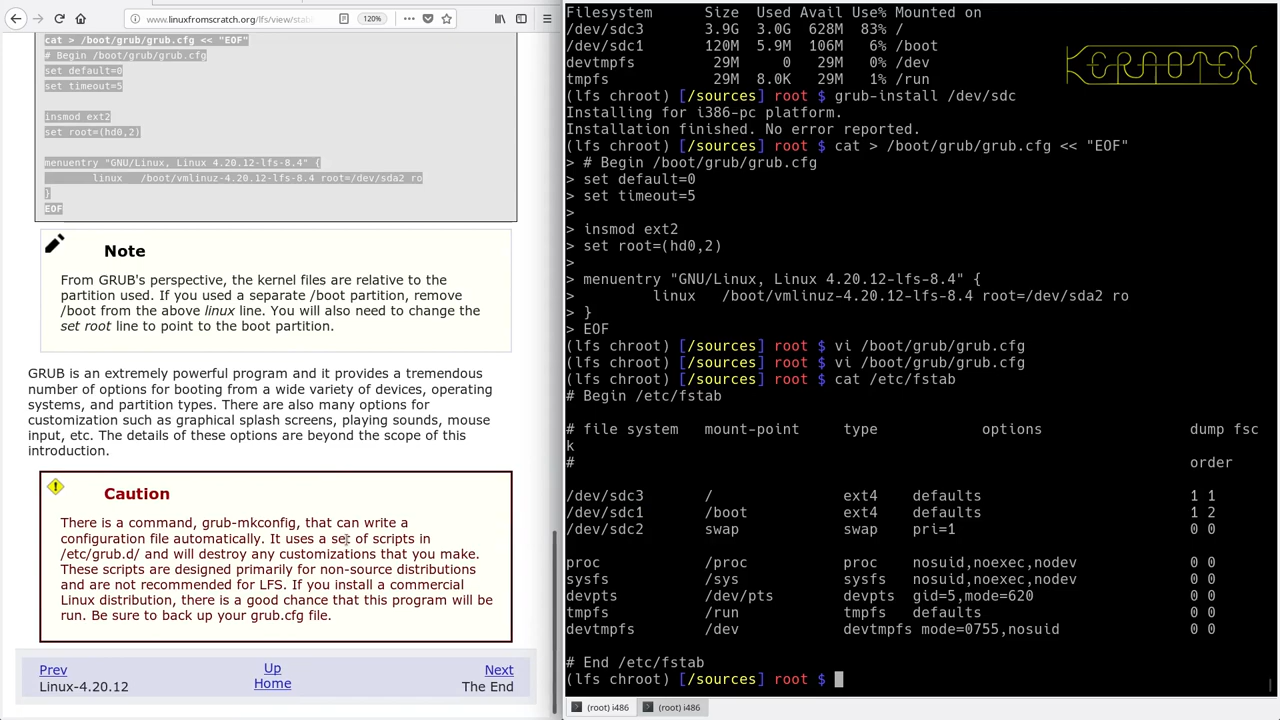 www.linuxfromscratch.org/lfs/view/stab
120%
cat > /boot/grub/grub.cfg << "EOF"
# Begin /boot/grub/grub.cfg
set default=0
set timeout=5
insmod ext2
set root=(hd0,2)
menuentry "GNU/Linux, Linux 4.20.12-lfs-8.4" {
linux /boot/vmlinuz-4.20.12-lfs-8.4 root=/dev/sda2 ro
}
EOF
Note
From GRUB's perspective, the kernel files are relative to the
partition used. If you used a separate /boot partition, remove
/boot from the above linux line. You will also need to change the
set root line to point to the boot partition.
GRUB is an extremely powerful program and it provides a tremendous
number of options for booting from a wide variety of devices, operating
systems, and partition types. There are also many options for
customization such as graphical splash screens, playing sounds, mouse
input, etc. The details of these options are beyond the scope of this
introduction.
Caution
There is a command, grub-mkconfig, that can write a
configuration file automatically. It uses a set of scripts in
/etc/grub.d/ and will destroy any customizations that you make.
These scripts are designed primarily for non-source distributions
and are not recommended for LFS. If you install a commercial
Linux distribution, there is a good chance that this program will be
run. Be sure to back up your grub.cfg file.
Prev Up Next
Linux-4.20.12 Home The End
Filesystem Size Used Avail Use% Mounted on
/dev/sdc3 3.9G 3.0G 628M 83% /
/dev/sdc1 120M 5.9M 106M 6% /boot
devtmpfs 29M 0 29M 0% /dev
tmpfs 29M 8.0K 29M 1% /run
(lfs chroot) [/sources] root $ grub-install /dev/sdc
Installing for i386-pc platform.
Installation finished. No error reported.
(lfs chroot) [/sources] root $ cat > /boot/grub/grub.cfg << "EOF"
> # Begin /boot/grub/grub.cfg
> set default=0
> set timeout=5
>
> insmod ext2
> set root=(hd0,2)
>
> menuentry "GNU/Linux, Linux 4.20.12-lfs-8.4" {
> linux /boot/vmlinuz-4.20.12-lfs-8.4 root=/dev/sda2 ro
> }
> EOF
(lfs chroot) [/sources] root $ vi /boot/grub/grub.cfg
(lfs chroot) [/sources] root $ vi /boot/grub/grub.cfg
(lfs chroot) [/sources] root $ cat /etc/fstab
# Begin /etc/fstab
# file system mount-point type options dump fsc
k
# order
/dev/sdc3 / ext4 defaults 1 1
/dev/sdc1 /boot ext4 defaults 1 2
/dev/sdc2 swap swap pri=1 0 0
proc /proc proc nosuid,noexec,nodev 0 0
sysfs /sys sysfs nosuid,noexec,nodev 0 0
devpts /dev/pts devpts gid=5,mode=620 0 0
tmpfs /run tmpfs defaults 0 0
devtmpfs /dev devtmpfs mode=0755,nosuid 0 0
# End /etc/fstab
(lfs chroot) [/sources] root $
(root) i486 (root) i486